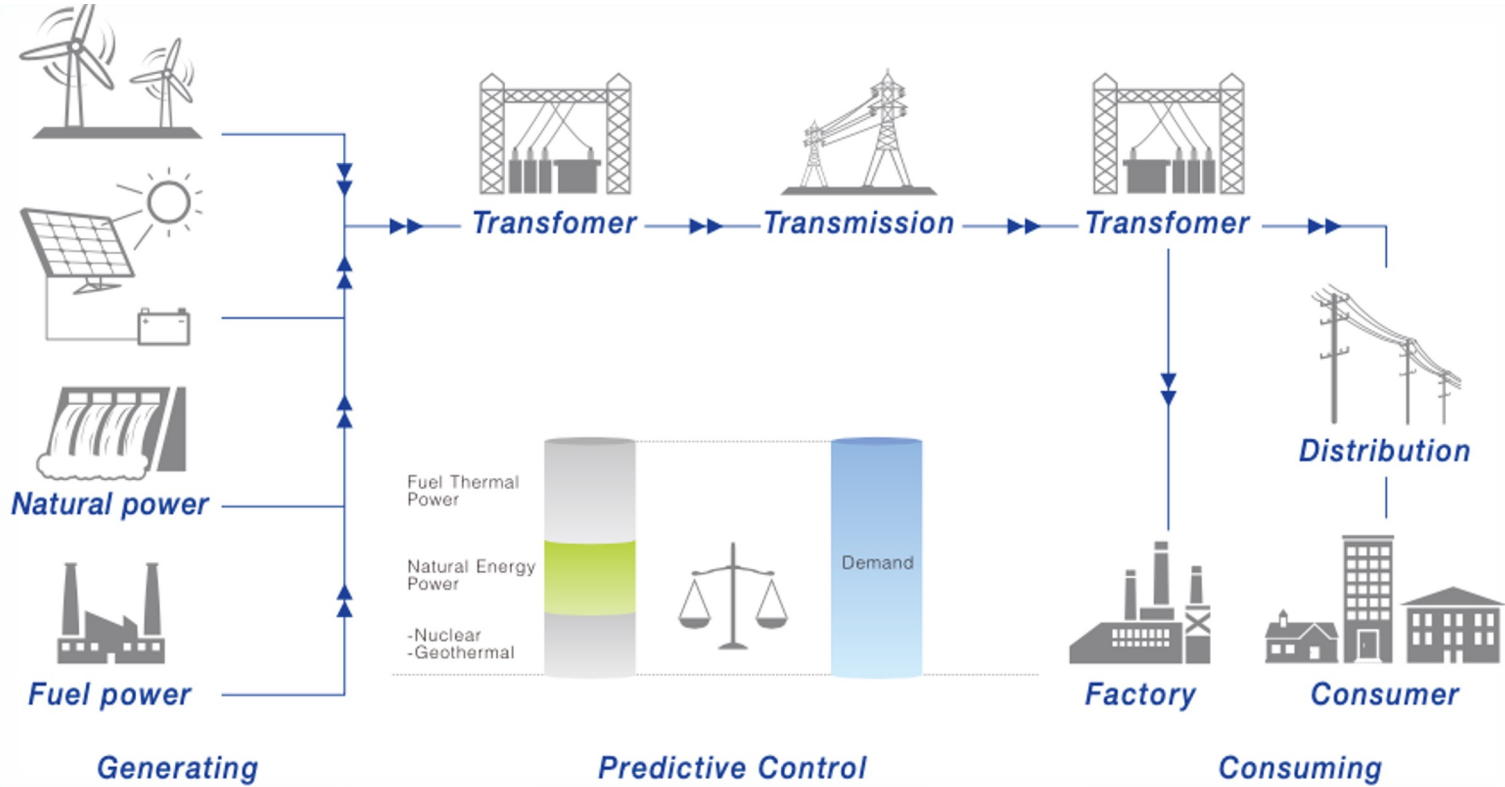 Transfomer
Transmission
Transfomer
Distribution
Natural power
Fuel power
Fuel Thermal
Power
Natural Energy
Power
-Nuclear
-Geothermal
Demand
Factory
Consumer
Generating
Predictive Control
Consuming